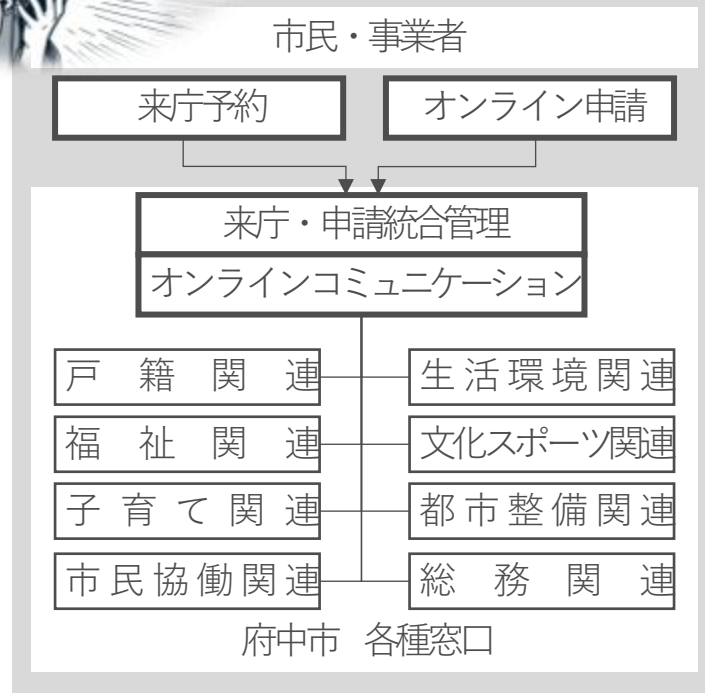 市民・事業者
来庁予約
オンライン申請
来庁・申請統合管理
オンラインコミュニケーション
戸籍関連
生活環境関連
福祉関連
文化スポーツ関連
子育て関連
都市整備関連
市民協働関連
総務関連
府中市 各種窓口